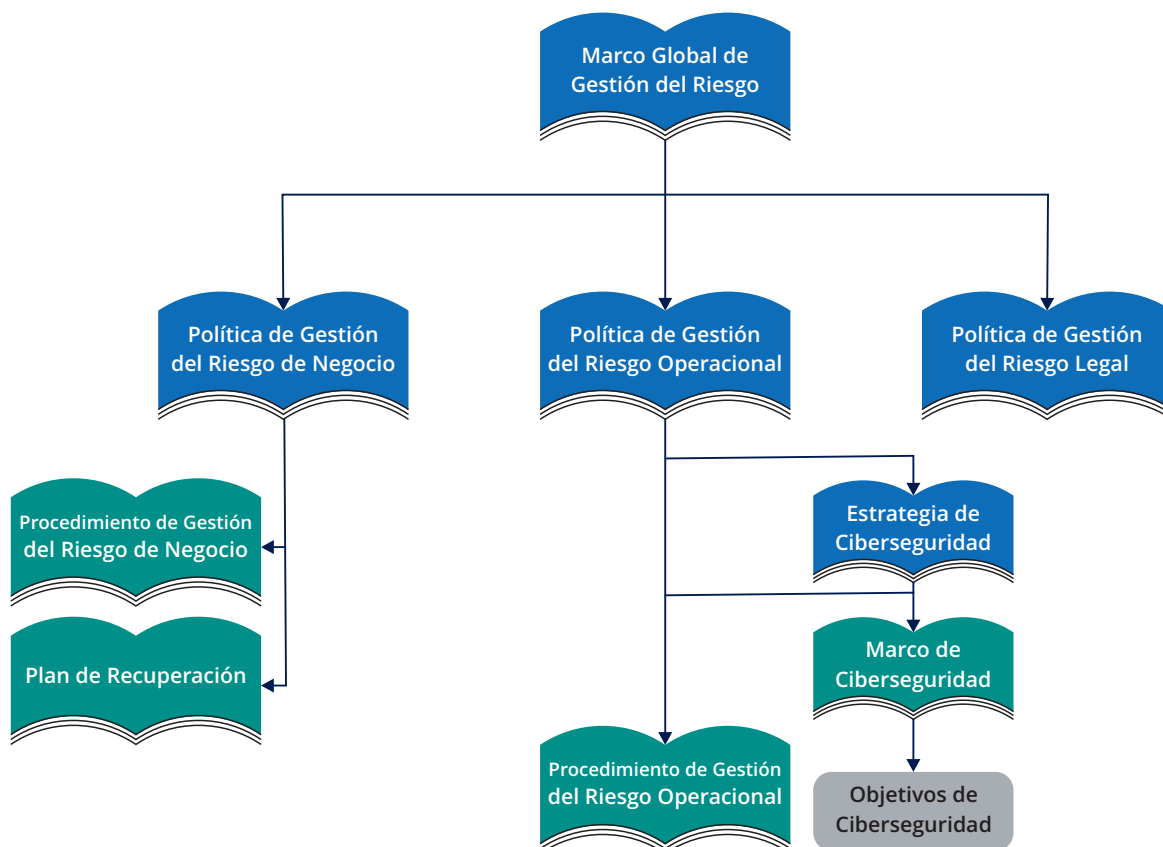 Marco Global de
Gestión del Riesgo
Política de Gestión
del Riesgo de Negocio
Política de Gestión
del Riesgo Operacional
Política de Gestión
del Riesgo Legal
Procedimiento de Gestión
del Riesgo de Negocio
Estrategia de
Ciberseguridad
Plan de Recuperación
Marco de
Ciberseguridad
Procedimiento de Gestión
del Riesgo Operacional
Objetivos de
Ciberseguridad